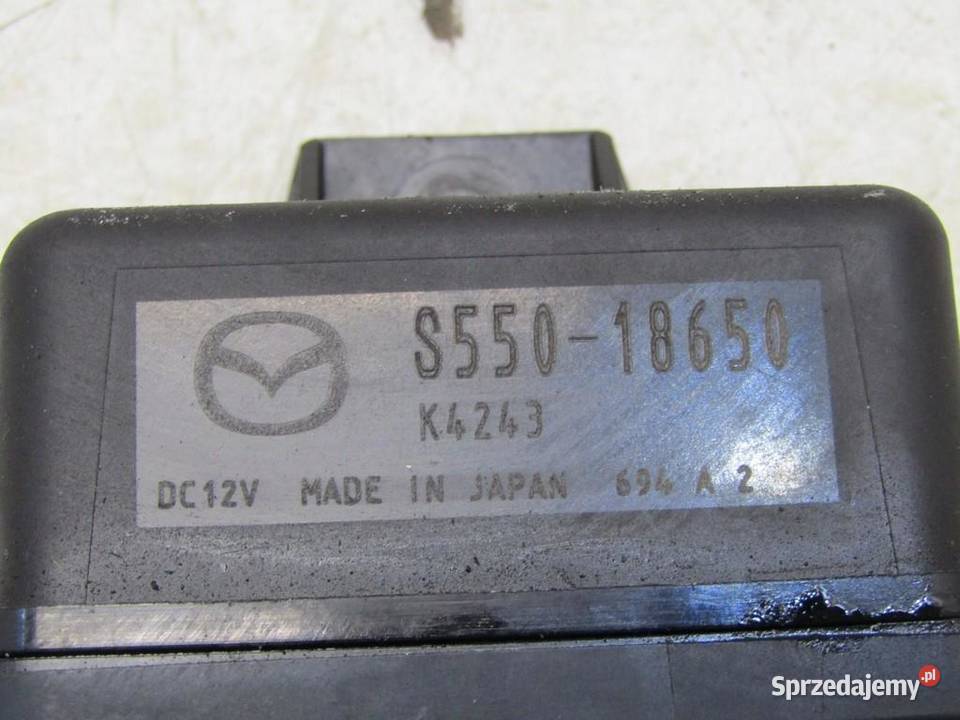 S550-18650
K4243
DC12V MADE IN JAPAN 694 A 2
Sprzedajemy.pl